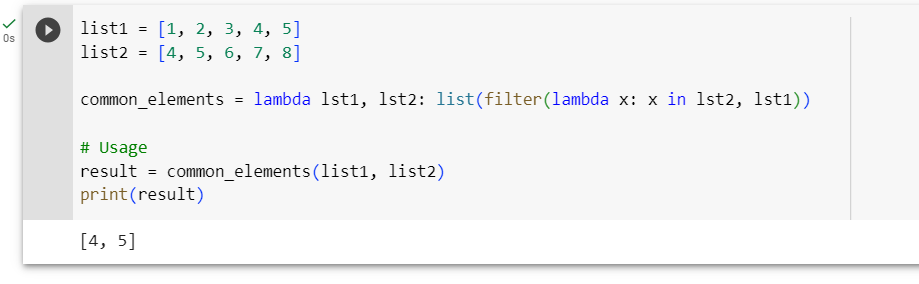 0s
list1 = [1, 2, 3, 4, 5]
list2 = [4, 5, 6, 7, 8]
common_elements = lambda lst1, lst2: list(filter(lambda x: x in lst2, lst1))
# Usage
result = common_elements(list1, list2)
print(result)
[4, 5]